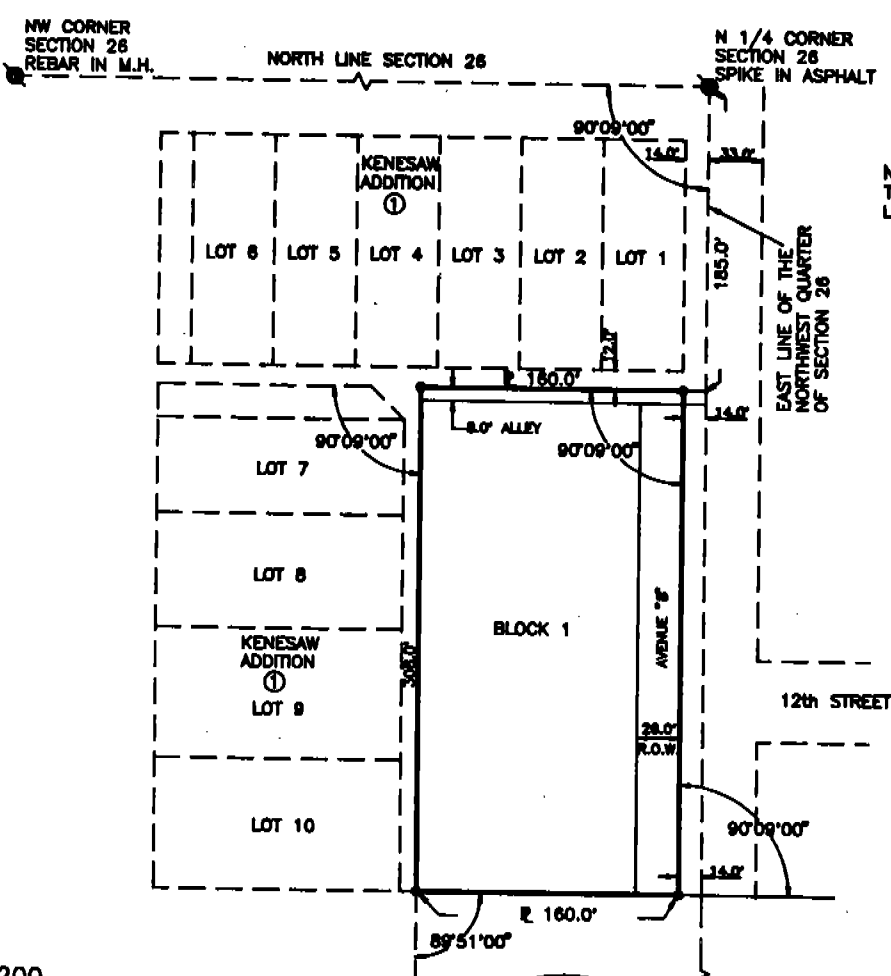 NW CORNER
SECTION 26
REBAR IN M.H.
NORTH LINE SECTION 26
N 1/4 CORNER
SECTION 26
SPIKE IN ASPHALT
90°09'00"
14.0'
33.0'
KENESAW
ADDITION
1
LOT 6
LOT 5
LOT 4
LOT 3
LOT 2
LOT 1
185.0'
EAST LINE OF THE
NORTHWEST QUARTER
OF SECTION 26
12.0'
160.0'
14.0'
8.0' ALLEY
90°09'00"
90°09'00"
LOT 7
LOT 8
KENESAW
ADDITION
1
LOT 9
LOT 10
308.0'
BLOCK 1
AVENUE
12th STREET
R.O.W.
90°09'00"
14.0'
160.0'
89°51'00"
200